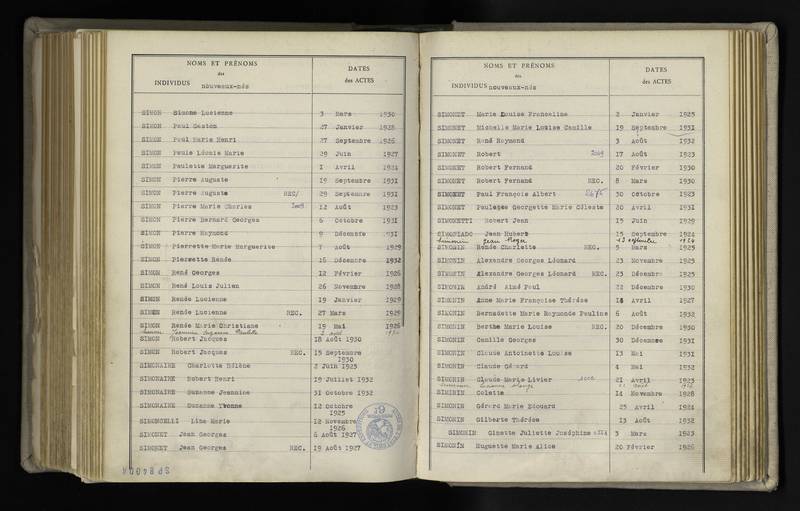 NOMS ET PRÉNOMS
des
INDIVIDUS nouveaux-nés
DATES
des ACTES
SIMON Simone Lucienne 3 Mars 1930
SIMON Paul Gaston 27 Janvier 1928
SIMON Paul Marie Henri 27 Septembre 1926
SIMON Paule Léonie Marie 29 Juin 1927
SIMON Paulette Marguerite 1 Avril 1924
SIMON Pierre Auguste 19 Septembre 1931
SIMON Pierre Auguste REC/ 29 Septembre 1931
SIMON Pierre Marie Charles 12 Août 1923
SIMON Pierre Bernard Georges 6 Octobre 1931
SIMON Pierre Raymond 9 Décembre 1931
SIMON Pierrette Marie Marguerite 7 Août 1929
SIMON Pierrette Renée 16 Décembre 1932
SIMON René Georges 12 Février 1926
SIMON René Louis Julien 26 Novembre 1928
SIMON Renée Lucienne 19 Janvier 1929
SIMON Renée Lucienne REC. 27 Mars 1929
SIMON Renée Marie Christiane 19 Mai 1926
SIMON Robert Jacques 18 Août 1930
SIMON Robert Jacques REC. 15 Septembre
1930
SIMONAIRE Charlotte Hélène 2 Juin 1923
SIMONAIRE Robert Henri 19 Juillet 1932
SIMONAIRE Suzanne Jeannine 31 Octobre 1932
SIMONAIRE Suzanne Yvonne 12 Octobre
1925
SIMONCELLI Line Marie 12 Novembre
1926
SIMONET Jean Georges 6 Août 1927
SIMONET Jean Georges REC. 19 Août 1927
NOMS ET PRÉNOMS
des
INDIVIDUS nouveaux-nés
DATES
des ACTES
SIMONET Marie Louise Franceline 2 Janvier 1925
SIMONET Michelle Marie Louise Camille 19 Septembre 1931
SIMONET René Raymond 3 Août 1932
SIMONET Robert 17 Août 1923
SIMONET Robert Fernand 20 Février 1930
SIMONET Robert Fernand REC. 8 Mars 1930
SIMONET Paul François Albert 30 Octobre 1923
SIMONET Georgette Marie Céleste 20 Avril 1931
SIMONETTI Robert Jean 15 Juin 1929
SIMONIADO Jean Hubert 15 Septembre 1924
Simonin Jean Roger 13 septembre 1924
SIMONIN Renée Charlotte REC. 5 Mars 1925
SIMONIN Alexandre Georges Léonard 23 Novembre 1925
SIMONIN Alexandre Georges Léonard REC. 23 Décembre 1925
SIMONIN André Aimé Paul 22 Décembre 1930
SIMONIN Anne Marie Françoise Thérèse 14 Avril 1927
SIMONIN Bernadette Marie Raymonde Pauline 6 Août 1932
SIMONIN Berthe Marie Louise REC. 20 Décembre 1930
SIMONIN Camille Georges 30 Décembre 1930
SIMONIN Claude Antoinette Louise 13 Mai 1931
SIMONIN Claude Gérard 4 Mai 1932
SIMONIN Claude Marie Livier 21 Avril 1923
SIMININ Colette 14 Novembre 1928
SIMONIN Gérard Marie Edouard 25 Avril 1924
SIMONIN Gilberte Thérèse 13 Août 1932
SIMONIN Ginette Juliette Joséphine 3 Mars 1923
SIMONIN Huguette Marie Alice 20 Février 1926